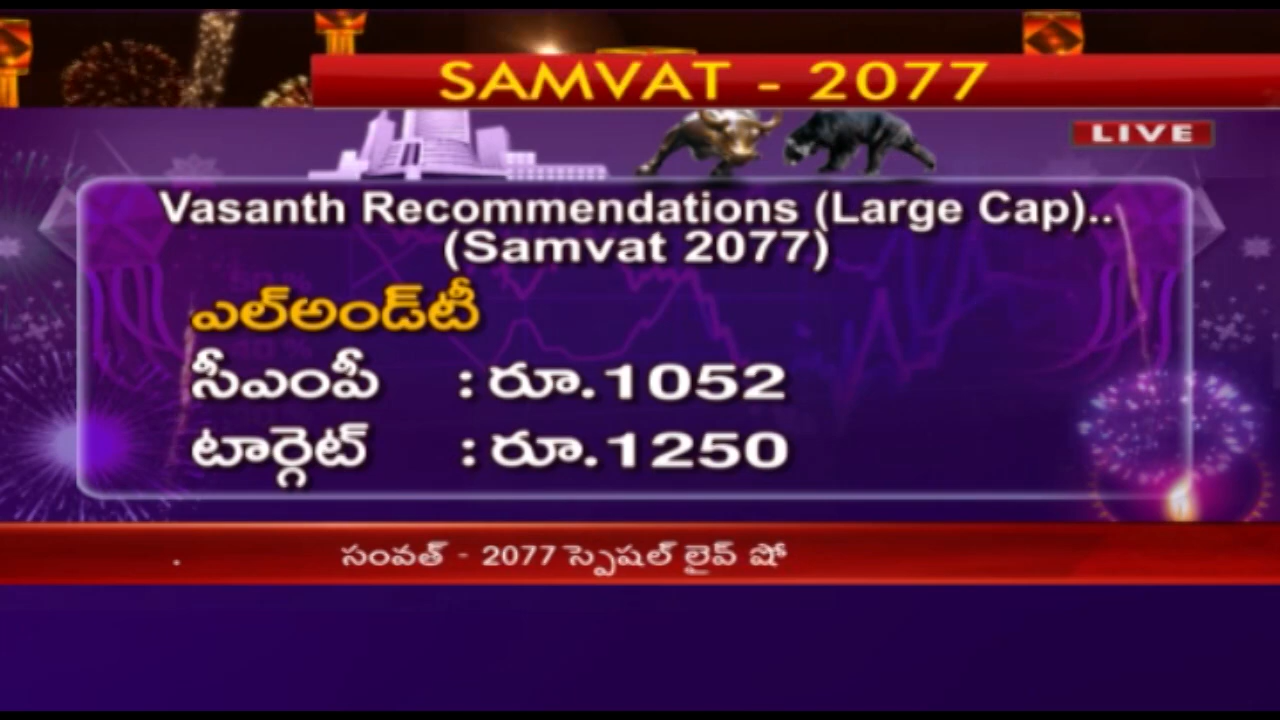 SAMVAT - 2077
LIVE
Vasanth Recommendations (Large Cap)..
(Samvat 2077)
ఎల్అండ్‌టీ
సీఎంపీ : రూ.1052
టార్గెట్ : రూ.1250
సంవత్ - 2077 స్పెషల్ లైవ్ షో